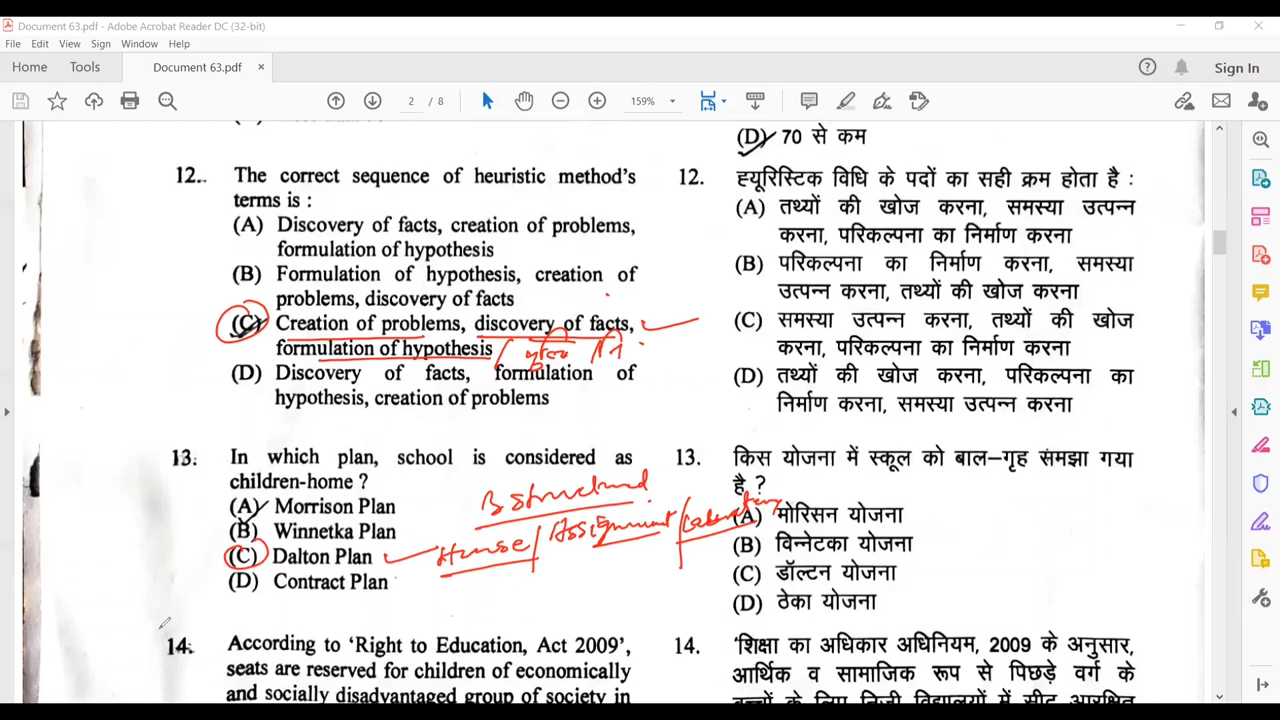 Document 63.pdf - Adobe Acrobat Reader DC (32-bit)
File Edit View Sign Window Help
Home Tools Document 63.pdf × Sign In
2 / 8 159%
12. The correct sequence of heuristic method's
terms is :
(A) Discovery of facts, creation of problems,
formulation of hypothesis
(B) Formulation of hypothesis, creation of
problems, discovery of facts
(C) Creation of problems, discovery of facts,
formulation of hypothesis
(D) Discovery of facts, formulation of
hypothesis, creation of problems
13. In which plan, school is considered as
children-home ?
3 Structured
(A) Morrison Plan
(B) Winnetka Plan
House / Assignment / Laboratory
(C) Dalton Plan
(D) Contract Plan
14. According to 'Right to Education, Act 2009',
seats are reserved for children of economically
and socially disadvantaged group of society in
(D) 70 से कम
12. ह्यूरिस्टिक विधि के पदों का सही क्रम होता है :
(A) तथ्यों की खोज करना, समस्या उत्पन्न
करना, परिकल्पना का निर्माण करना
(B) परिकल्पना का निर्माण करना, समस्या
उत्पन्न करना, तथ्यों की खोज करना
(C) समस्या उत्पन्न करना, तथ्यों की खोज
करना, परिकल्पना का निर्माण करना
(D) तथ्यों की खोज करना, परिकल्पना का
निर्माण करना, समस्या उत्पन्न करना
13. किस योजना में स्कूल को बाल-गृह समझा गया
है ?
(A) मोरिसन योजना
(B) विन्नेटका योजना
(C) डॉल्टन योजना
(D) ठेका योजना
14. 'शिक्षा का अधिकार अधिनियम, 2009 के अनुसार,
आर्थिक व सामाजिक रूप से पिछड़े वर्ग के
बच्चों के लिए निजी विद्यालयों में सीट आरक्षित